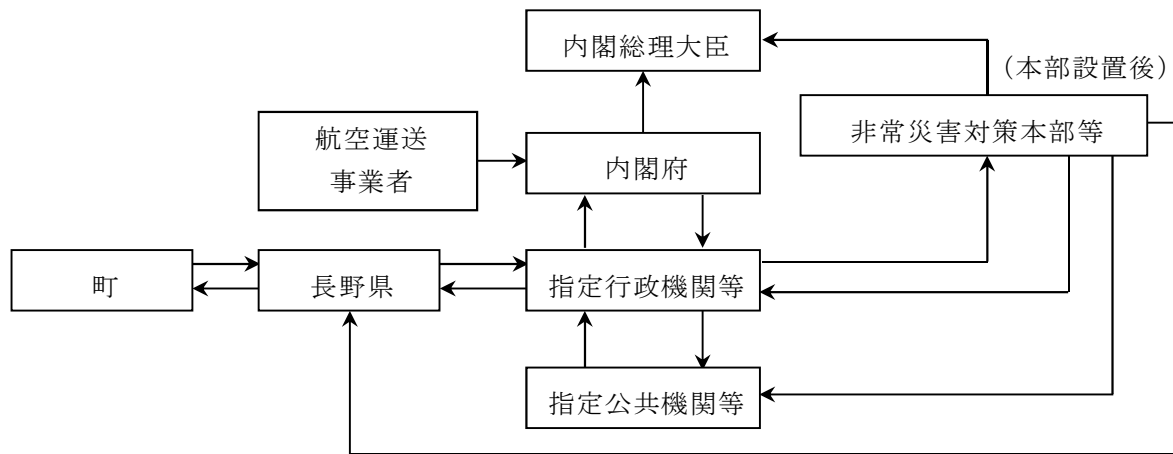 内閣総理大臣
（本部設置後）
非常災害対策本部等
航空運送
事業者
内閣府
町
長野県
指定行政機関等
指定公共機関等